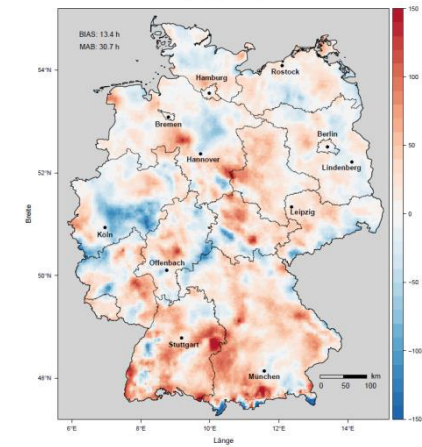 BIAS: 13.4 h
MAB: 30.7 h
150
54°N
Rostock
Hamburg
100
Bremen
Berlin
Hannover
Lindenberg
52°N
50
Breite
Leipzig
0
Köln
Offenbach
50°N
−50
Stuttgart
−100
km
München
0 50 100
48°N
−150
6°E 8°E 10°E 12°E 14°E
Länge